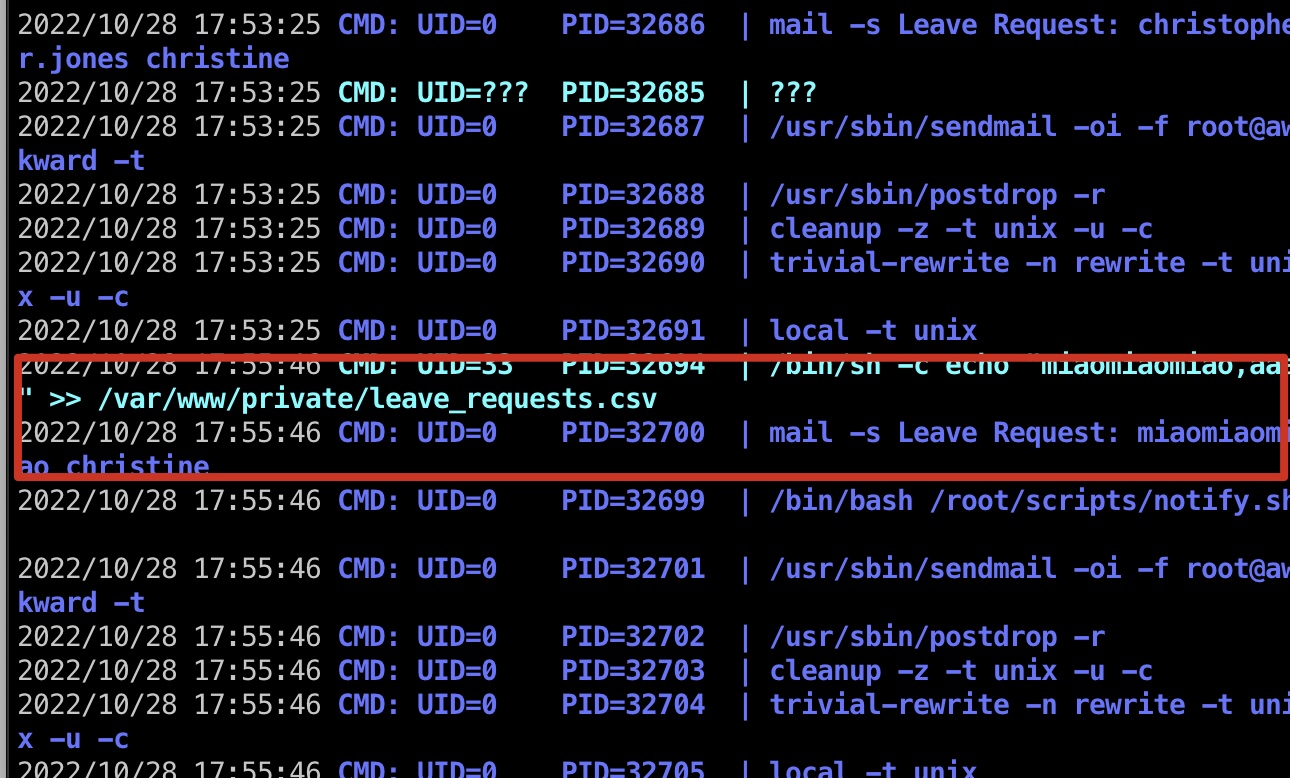 2022/10/28 17:53:25 CMD: UID=0    PID=32686  | mail -s Leave Request: christophe
r.jones christine
2022/10/28 17:53:25 CMD: UID=???  PID=32685  | ???
2022/10/28 17:53:25 CMD: UID=0    PID=32687  | /usr/sbin/sendmail -oi -f root@aw
kward -t
2022/10/28 17:53:25 CMD: UID=0    PID=32688  | /usr/sbin/postdrop -r
2022/10/28 17:53:25 CMD: UID=0    PID=32689  | cleanup -z -t unix -u -c
2022/10/28 17:53:25 CMD: UID=0    PID=32690  | trivial-rewrite -n rewrite -t uni
x -u -c
2022/10/28 17:53:25 CMD: UID=0    PID=32691  | local -t unix
2022/10/28 17:55:46 CMD: UID=33   PID=32694  | /bin/sh -c echo "miaomiaomiao,aae
" >> /var/www/private/leave_requests.csv
2022/10/28 17:55:46 CMD: UID=0    PID=32700  | mail -s Leave Request: miaomiaomi
ao christine
2022/10/28 17:55:46 CMD: UID=0    PID=32699  | /bin/bash /root/scripts/notify.sh
2022/10/28 17:55:46 CMD: UID=0    PID=32701  | /usr/sbin/sendmail -oi -f root@aw
kward -t
2022/10/28 17:55:46 CMD: UID=0    PID=32702  | /usr/sbin/postdrop -r
2022/10/28 17:55:46 CMD: UID=0    PID=32703  | cleanup -z -t unix -u -c
2022/10/28 17:55:46 CMD: UID=0    PID=32704  | trivial-rewrite -n rewrite -t uni
x -u -c
2022/10/28 17:55:46 CMD: UID=0    PID=32705  | local -t unix